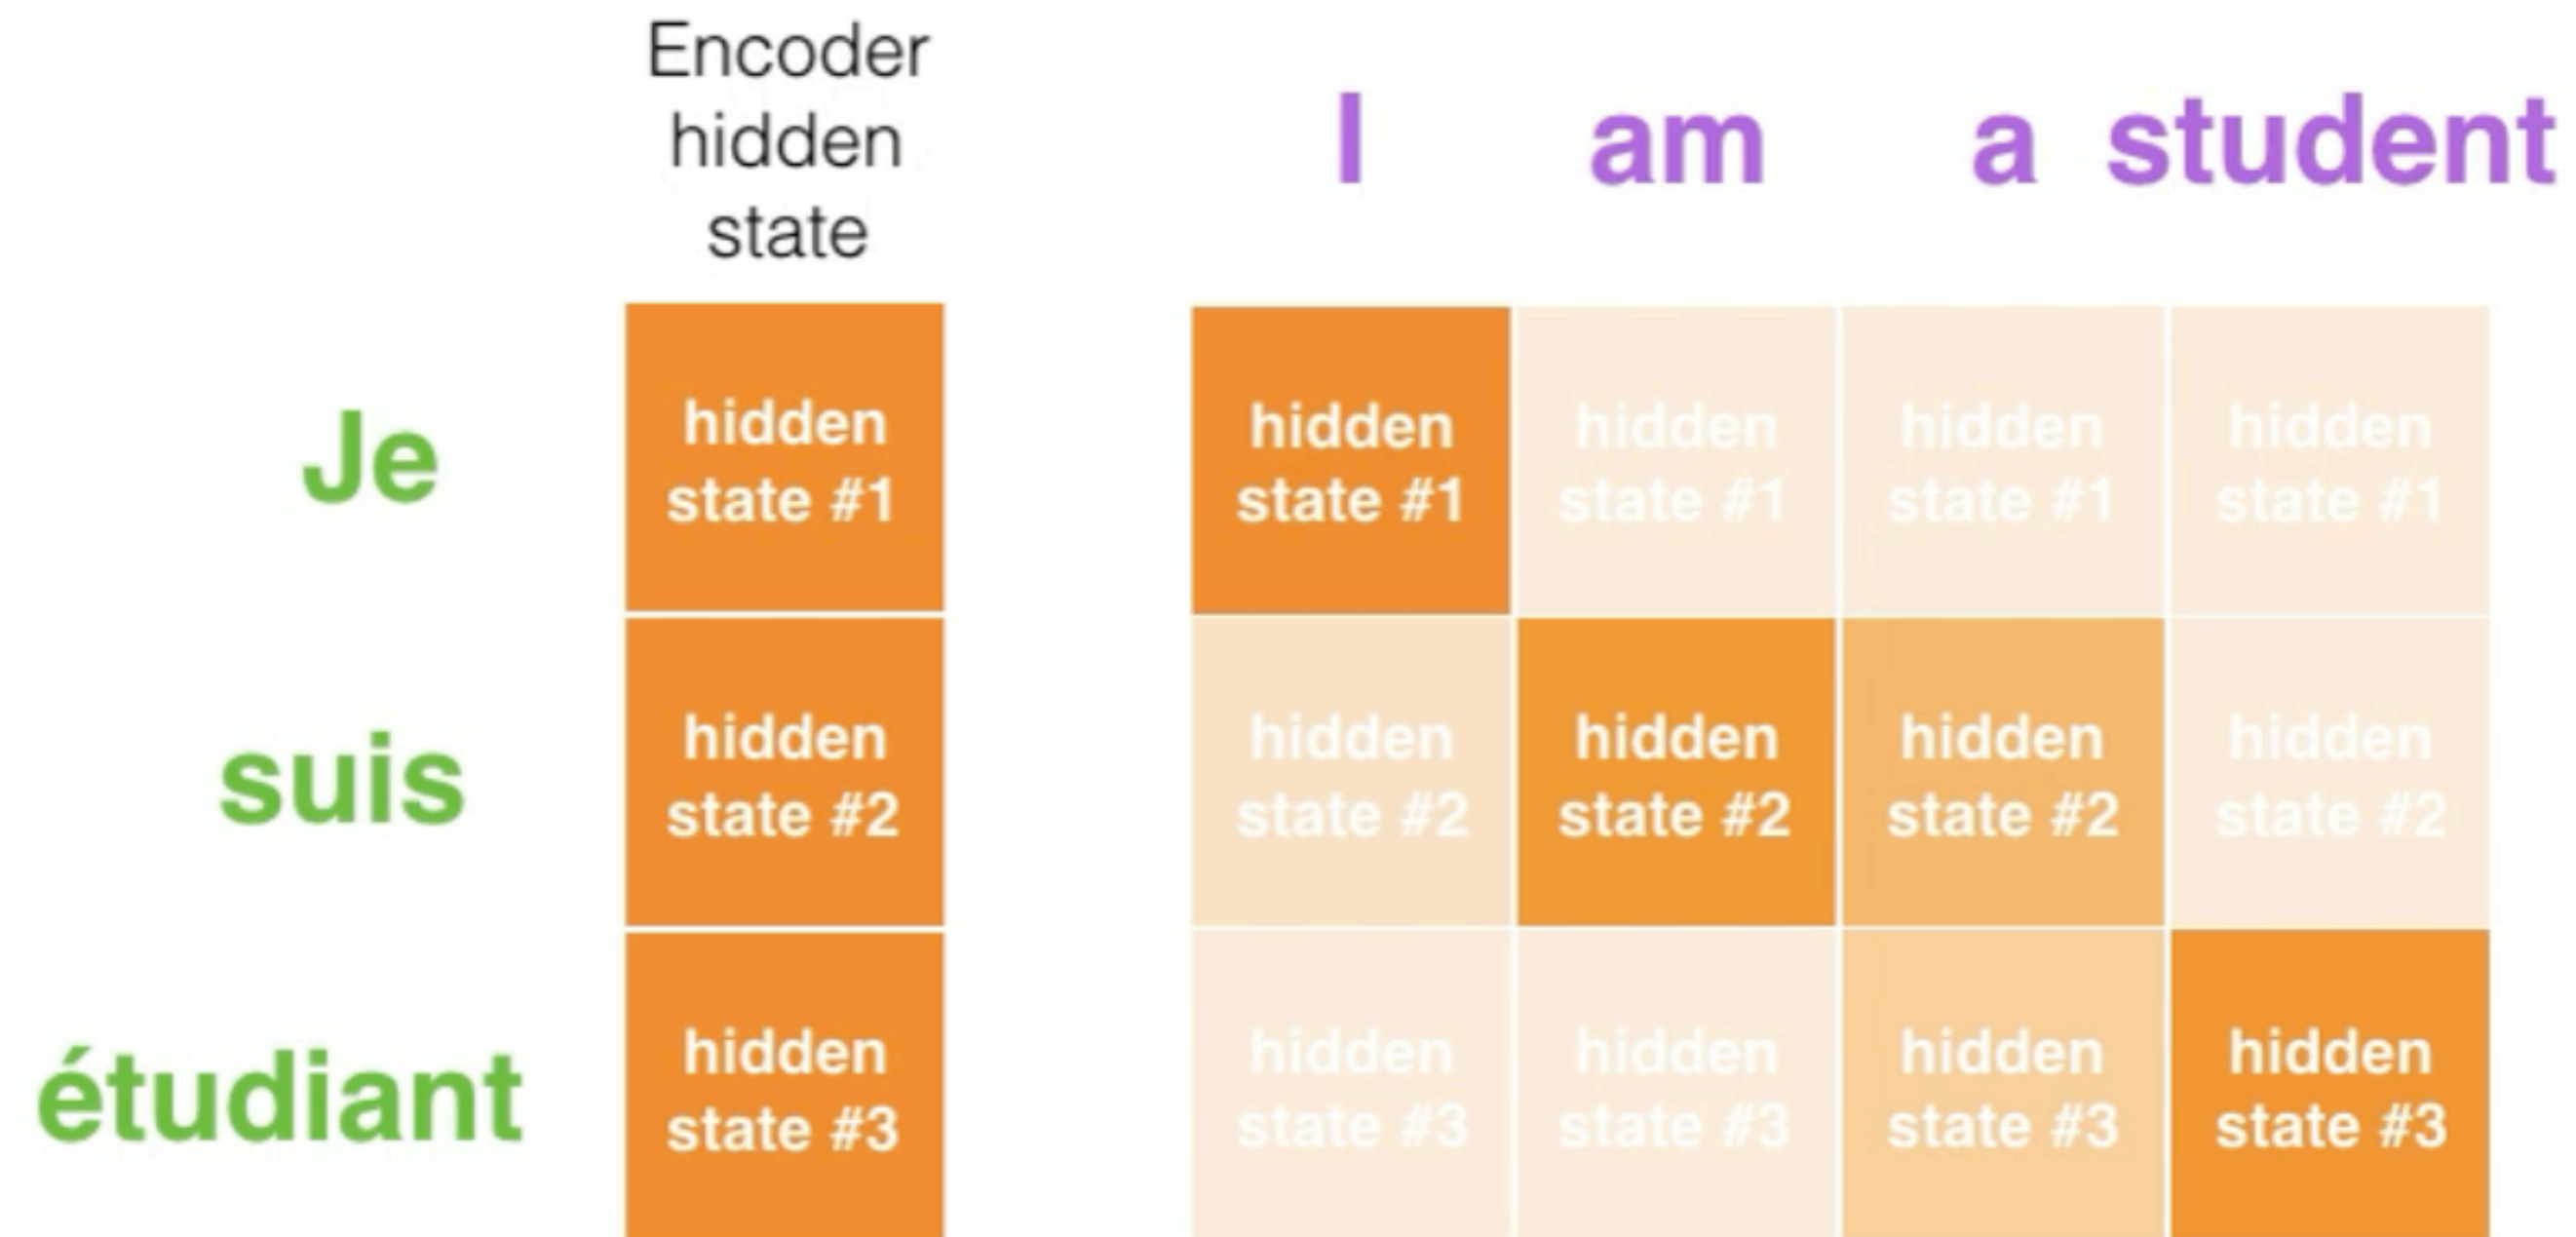 Encoder
hidden
state
I am a student
Je
hidden
state #1
hidden
state #1
hidden
state #1
hidden
state #1
hidden
state #1
suis
hidden
state #2
hidden
state #2
hidden
state #2
hidden
state #2
hidden
state #2
étudiant
hidden
state #3
hidden
state #3
hidden
state #3
hidden
state #3
hidden
state #3